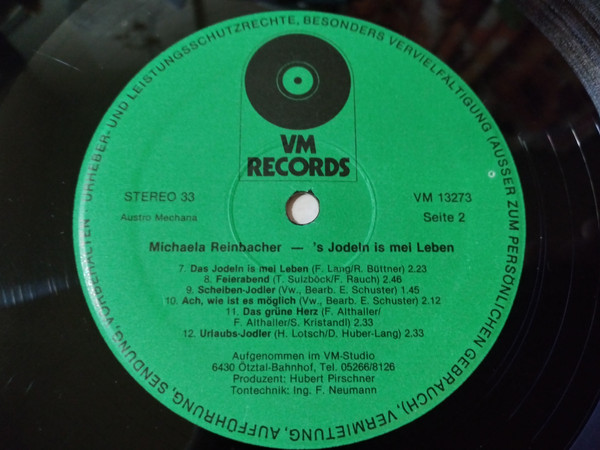 URHEBER- UND LEISTUNGSSCHUTZRECHTE, BESONDERS VERVIELFÄLTIGUNG (AUSSER ZUM PERSÖNLICHEN GEBRAUCH), VERMIETUNG, AUFFÜHRUNG, SENDUNG, VORBEHALTEN
VM
RECORDS
STEREO 33
VM 13273
Austro Mechana
Seite 2
Michaela Reinbacher — 's Jodeln is mei Leben
7. Das Jodeln is mei Leben (F. Liung/R. Büttner) 2.23
8. Feierabend (T. Sulzböck/F. Rauch) 2.46
9. Scheiben-Jodler (Vw., Bearb. E. Schuster) 1.45
10. Ach, wie ist es möglich (Vw., Bearb. E. Schuster) 2.12
11. Das grüne Herz (F. Althaller/
F. Althaller/S. Kristandl) 2.33
12. Urlaubs-Jodler (H. Lotsch/D. Huber-Lang) 2.33
Aufgenommen im VM-Studio
6430 Ötztal-Bahnhof, Tel. 05266/8126
Produzent: Hubert Pirschner
Tontechnik: Ing. F. Neumann